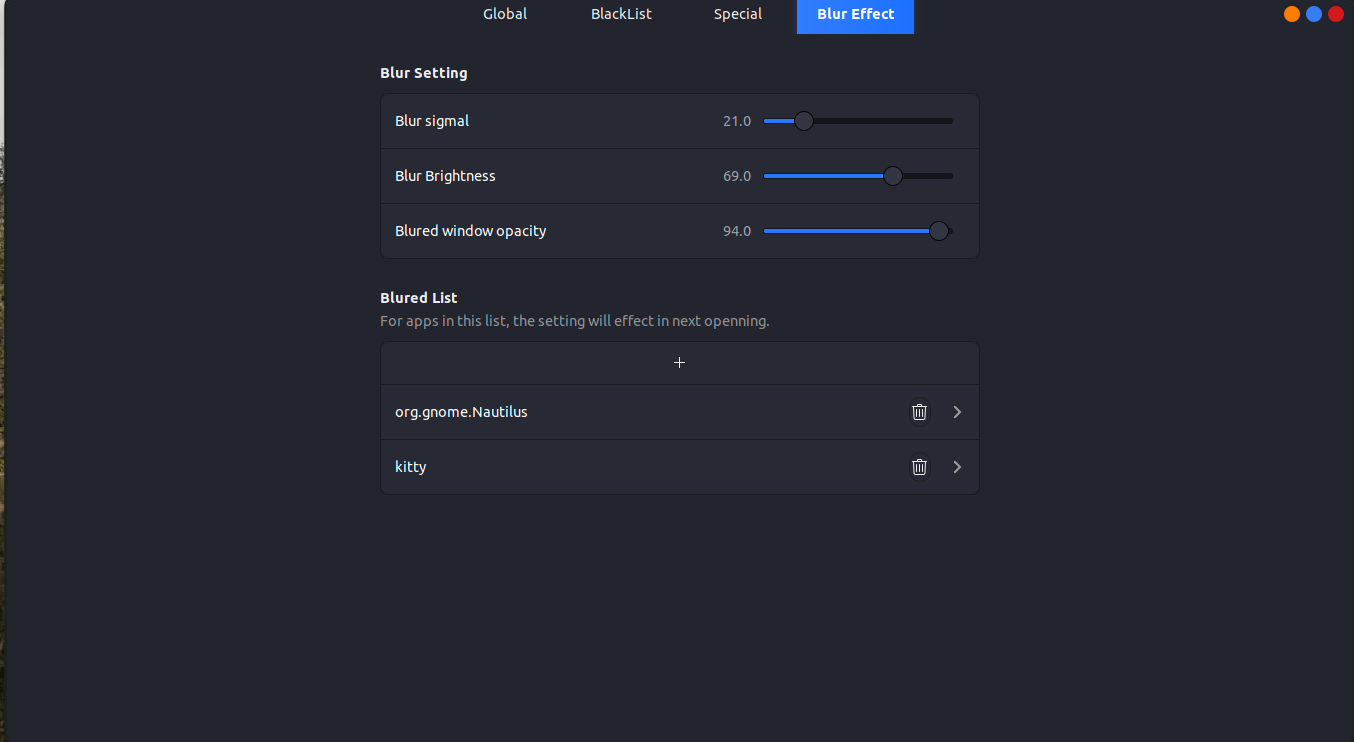 Global BlackList Special Blur Effect
Blur Setting
Blur sigmal 21.0
Blur Brightness 69.0
Blured window opacity 94.0
Blured List
For apps in this list, the setting will effect in next openning.
+
org.gnome.Nautilus
kitty